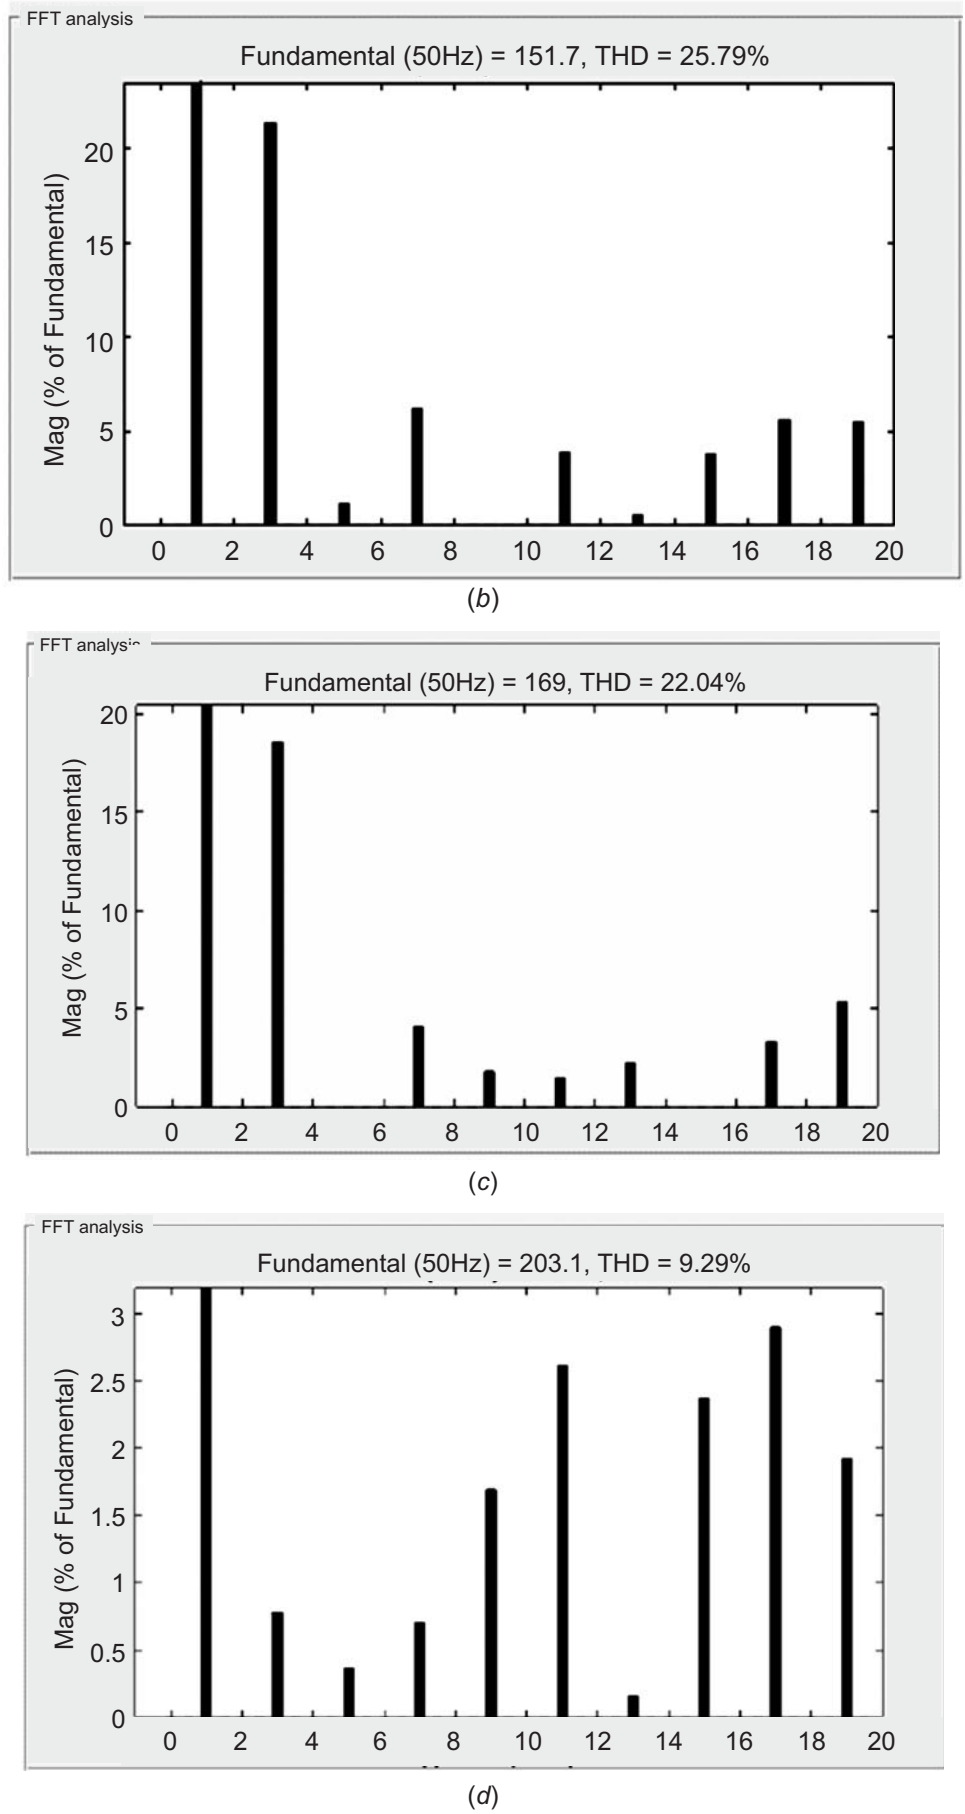 FFT analysis
Fundamental (50Hz) = 151.7, THD = 25.79%
Mag (% of Fundamental)
20
15
10
5
0
0 2 4 6 8 10 12 14 16 18 20
(b)
FFT analysis
Fundamental (50Hz) = 169, THD = 22.04%
Mag (% of Fundamental)
20
15
10
5
0
0 2 4 6 8 10 12 14 16 18 20
(c)
FFT analysis
Fundamental (50Hz) = 203.1, THD = 9.29%
Mag (% of Fundamental)
3
2.5
2
1.5
1
0.5
0
0 2 4 6 8 10 12 14 16 18 20
(d)